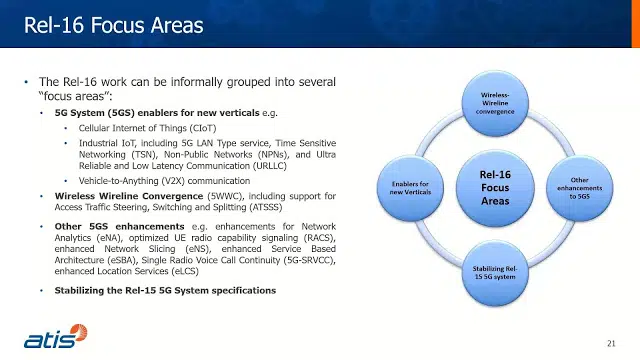 Rel-16 Focus Areas
• The Rel-16 work can be informally grouped into several
“focus areas”:
• 5G System (5GS) enablers for new verticals e.g.
• Cellular Internet of Things (CIoT)
• Industrial IoT, including 5G LAN Type service, Time Sensitive
Networking (TSN), Non-Public Networks (NPNs), and Ultra
Reliable and Low Latency Communication (URLLC)
• Vehicle-to-Anything (V2X) communication
• Wireless Wireline Convergence (5WWC), including support for
Access Traffic Steering, Switching and Splitting (ATSSS)
• Other 5GS enhancements e.g. enhancements for Network
Analytics (eNA), optimized UE radio capability signaling (RACS),
enhanced Network Slicing (eNS), enhanced Service Based
Architecture (eSBA), Single Radio Voice Call Continuity (5G-SRVCC),
enhanced Location Services (eLCS)
• Stabilizing the Rel-15 5G System specifications
Wireless-
Wireline
convergence
Enablers for
new Verticals
Rel-16
Focus
Areas
Other
enhancements
to 5GS
Stabilizing Rel-
15 5G system
atis
21